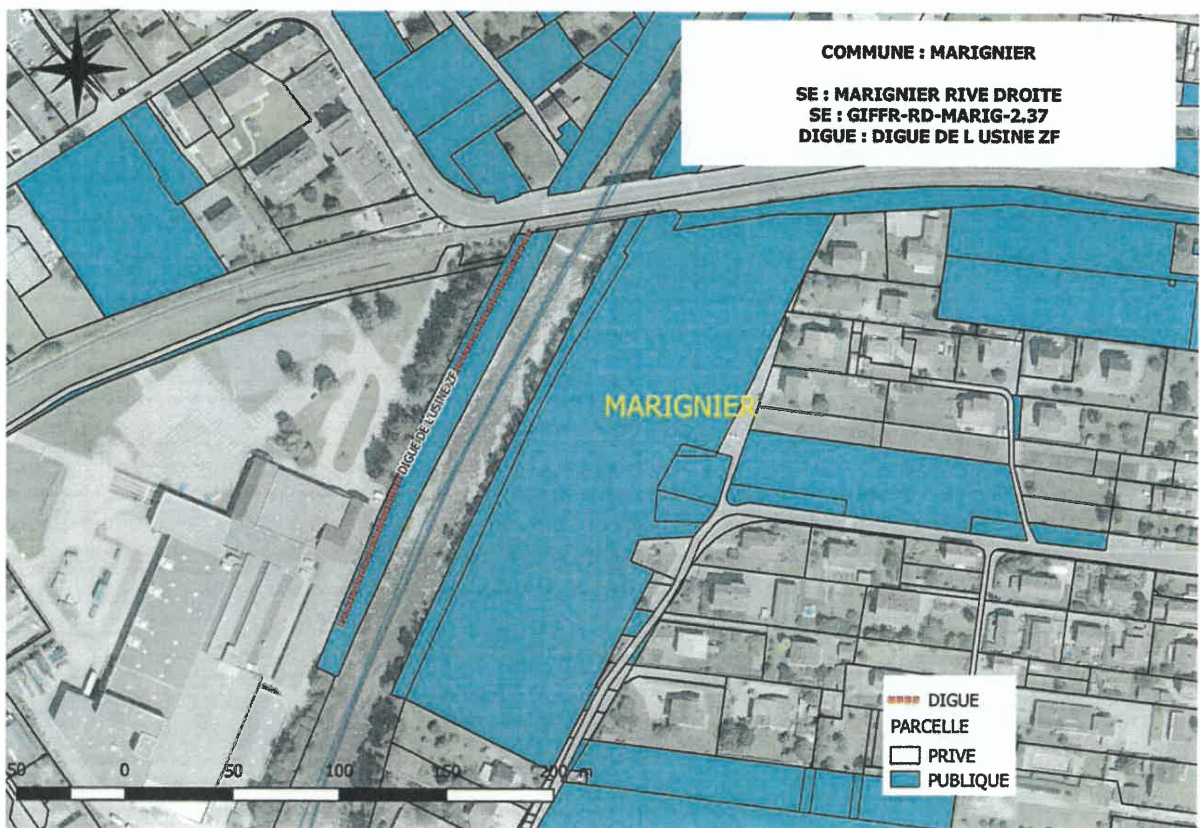 COMMUNE : MARIGNIER
SE : MARIGNIER RIVE DROITE
SE : GIFFR-RD-MARIG-2.37
DIGUE : DIGUE DE L USINE ZF
DIGUE DE L'USINE ZF
MARIGNIER
DIGUE
PARCELLE
PRIVE
PUBLIQUE
50 0 50 100 150 200 m